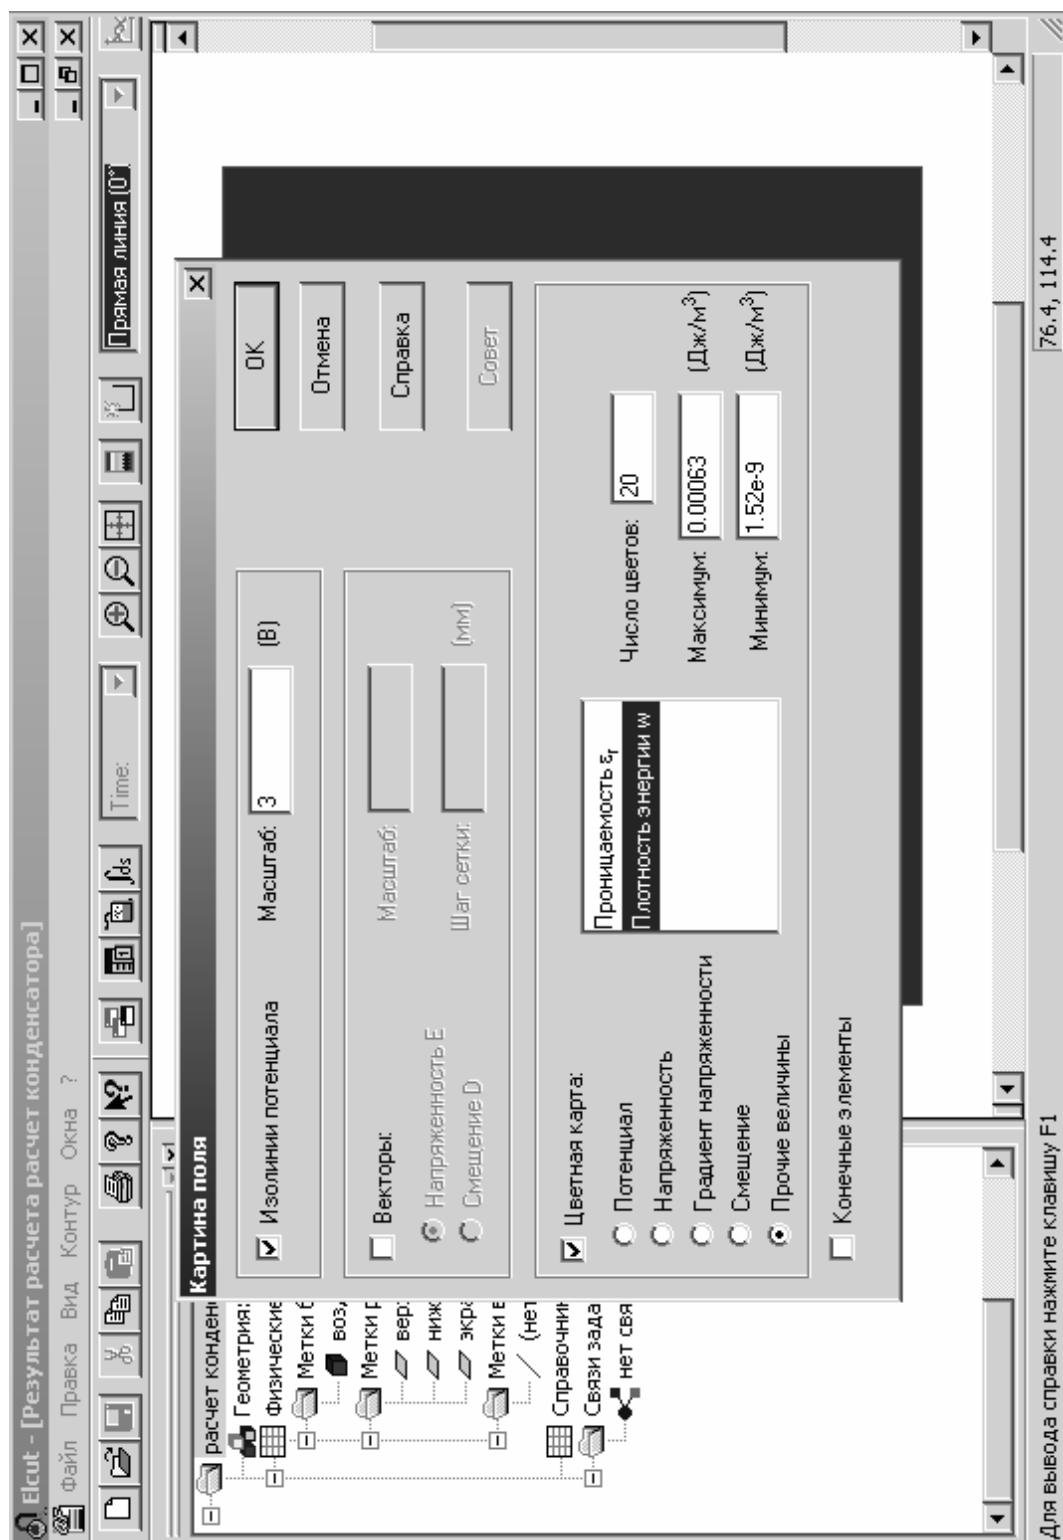 Elcut - [Результат расчета расчет конденсатора]
Файл Правка Вид Контур Окна ?
Time:
Прямая линия (0°
расчет конден
Геометрия:
Физические
Метки б
воз,
Метки р
вер
ниж
экр
Метки в
(нет
Справочник
Связи зада
нет свя
Картина поля
Изолинии потенциала
Масштаб: 3 (В)
Векторы:
Напряженность E
Смещение D
Масштаб:
Шаг сетки: (мм)
OK
Отмена
Справка
Совет
Цветная карта:
Потенциал
Напряженность
Градиент напряженности
Смещение
Прочие величины
Проницаемость εr
Плотность энергии w
Число цветов: 20
Максимум: 0.00063 (Дж/м³)
Минимум: 1.52e-9 (Дж/м³)
Конечные элементы
Для вывода справки нажмите клавишу F1
76.4, 114.4